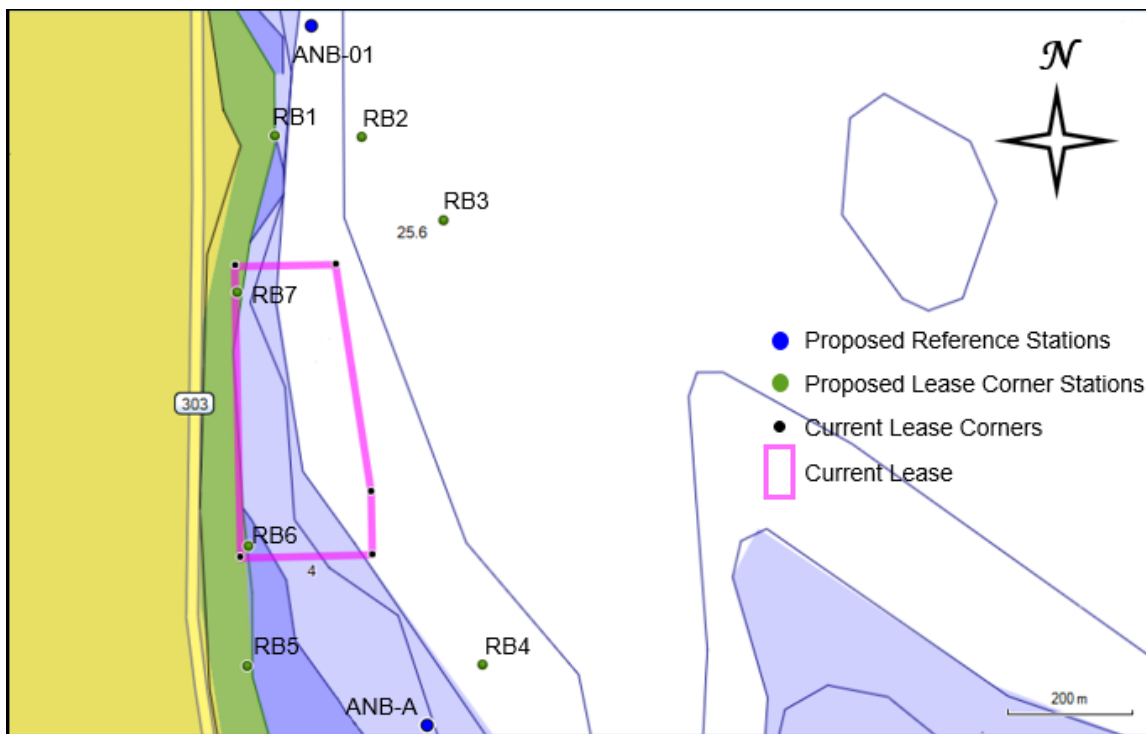 ANB-01
N
RB1
RB2
RB3
25.6
RB7
Proposed Reference Stations
Proposed Lease Corner Stations
303
Current Lease Corners
Current Lease
RB6
4
RB5
RB4
ANB-A
200 m